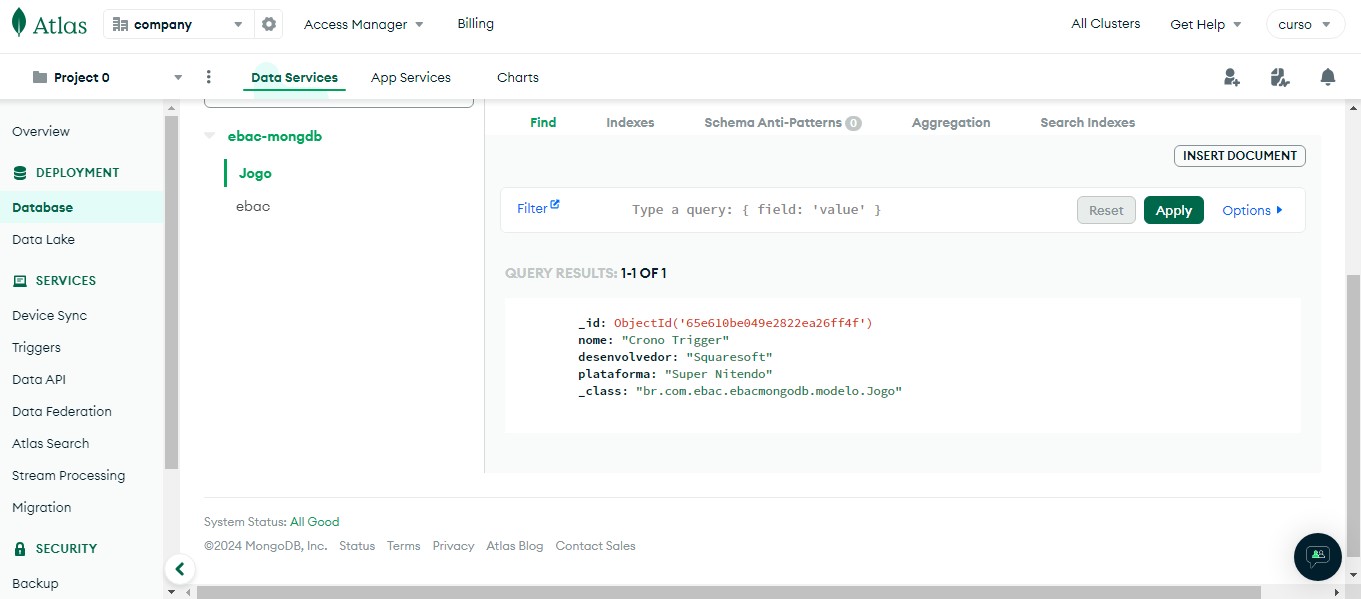 Atlas
company
Access Manager
Billing
All Clusters
Get Help
curso
Project 0
Data Services
App Services
Charts
Overview
DEPLOYMENT
Database
Data Lake
SERVICES
Device Sync
Triggers
Data API
Data Federation
Atlas Search
Stream Processing
Migration
SECURITY
Backup
ebac-mongdb
Jogo
ebac
Find
Indexes
Schema Anti-Patterns 0
Aggregation
Search Indexes
INSERT DOCUMENT
Filter
Type a query: { field: 'value' }
Reset
Apply
Options
QUERY RESULTS: 1-1 OF 1
_id: ObjectId('65e610be049e2822ea26ff4f')
nome: "Crono Trigger"
desenvolvedor: "Squaresoft"
plataforma: "Super Nitendo"
_class: "br.com.ebac.ebacmongodb.modelo.Jogo"
System Status: All Good
©2024 MongoDB, Inc. Status Terms Privacy Atlas Blog Contact Sales